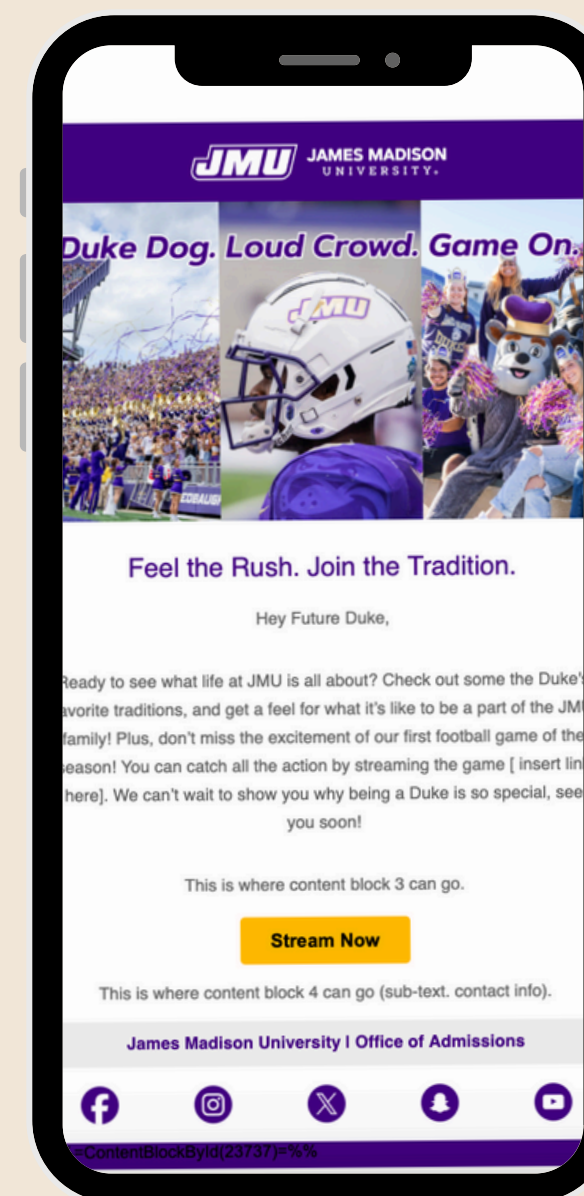 JMU JAMES MADISON
UNIVERSITY.
Duke Dog. Loud Crowd. Game On.
JMU
Feel the Rush. Join the Tradition.
Hey Future Duke,
Ready to see what life at JMU is all about? Check out some the Duke's
avorite traditions, and get a feel for what it's like to be a part of the JMU
family! Plus, don't miss the excitement of our first football game of the
season! You can catch all the action by streaming the game [ insert lin
here]. We can't wait to show you why being a Duke is so special, see
you soon!
This is where content block 3 can go.
Stream Now
This is where content block 4 can go (sub-text. contact info).
James Madison University | Office of Admissions
=ContentBlockById(23737)=%%